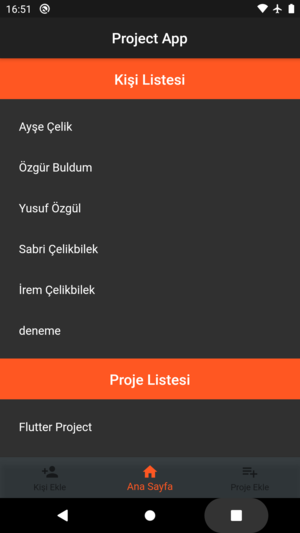 16:51
Project App
Kişi Listesi
Ayşe Çelik
Özgür Buldum
Yusuf Özgül
Sabri Çelikbilek
İrem Çelikbilek
deneme
Proje Listesi
Flutter Project
Kişi Ekle
Ana Sayfa
Proje Ekle